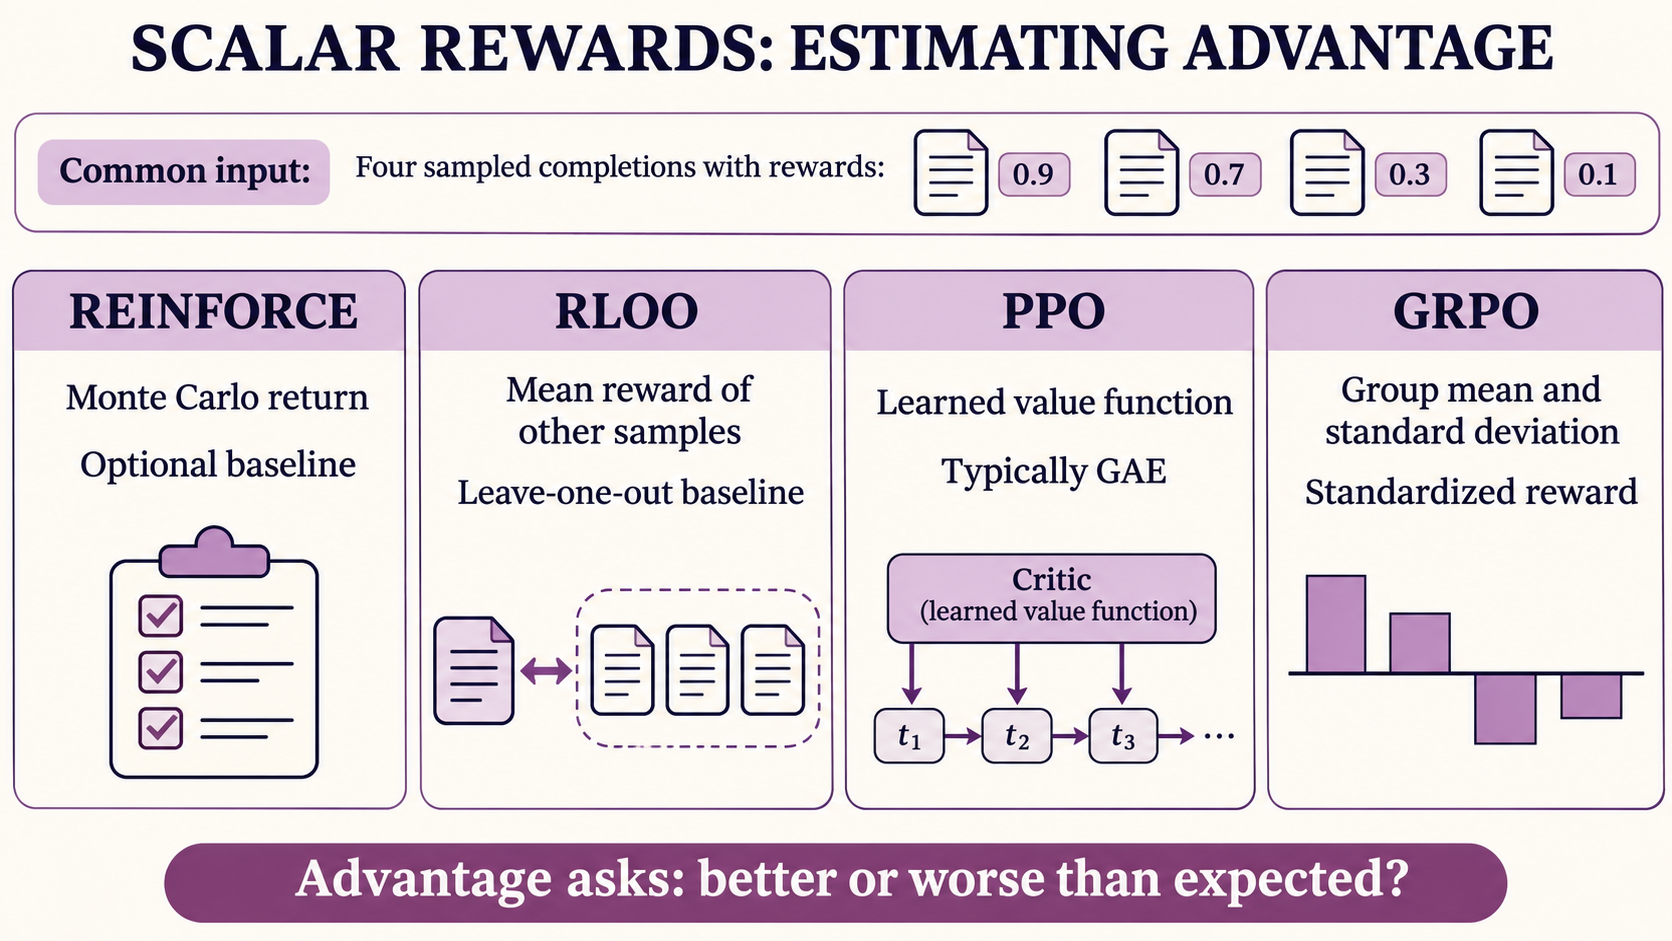 SCALAR REWARDS: ESTIMATING ADVANTAGE
Common input:
Four sampled completions with rewards:
0.9
0.7
0.3
0.1
REINFORCE
Monte Carlo return
Optional baseline
RLOO
Mean reward of
other samples
Leave-one-out baseline
PPO
Learned value function
Typically GAE
Critic
(learned value function)
t₁
t₂
t₃
...
GRPO
Group mean and
standard deviation
Standardized reward
Advantage asks: better or worse than expected?